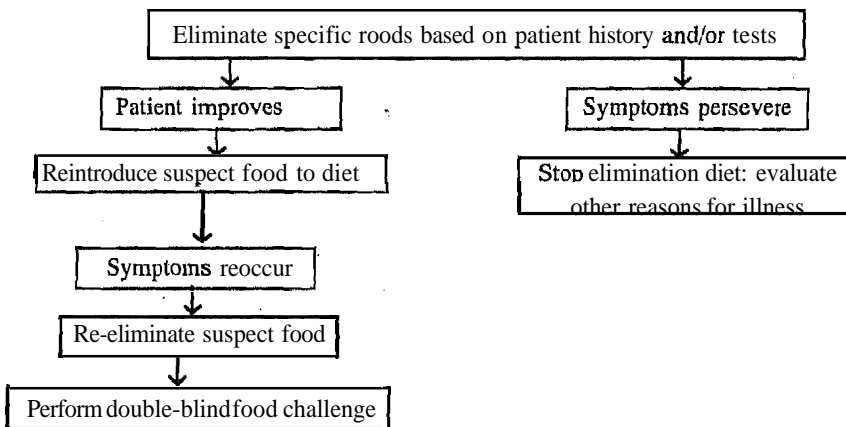 Eliminate specific roods based on patient history and/or tests
Patient improves
Symptoms persevere
Reintroduce suspect food to diet
Stop elimination diet: evaluate
other reasons for illness
Symptoms reoccur
Re-eliminate suspect food
Perform double-blind food challenge